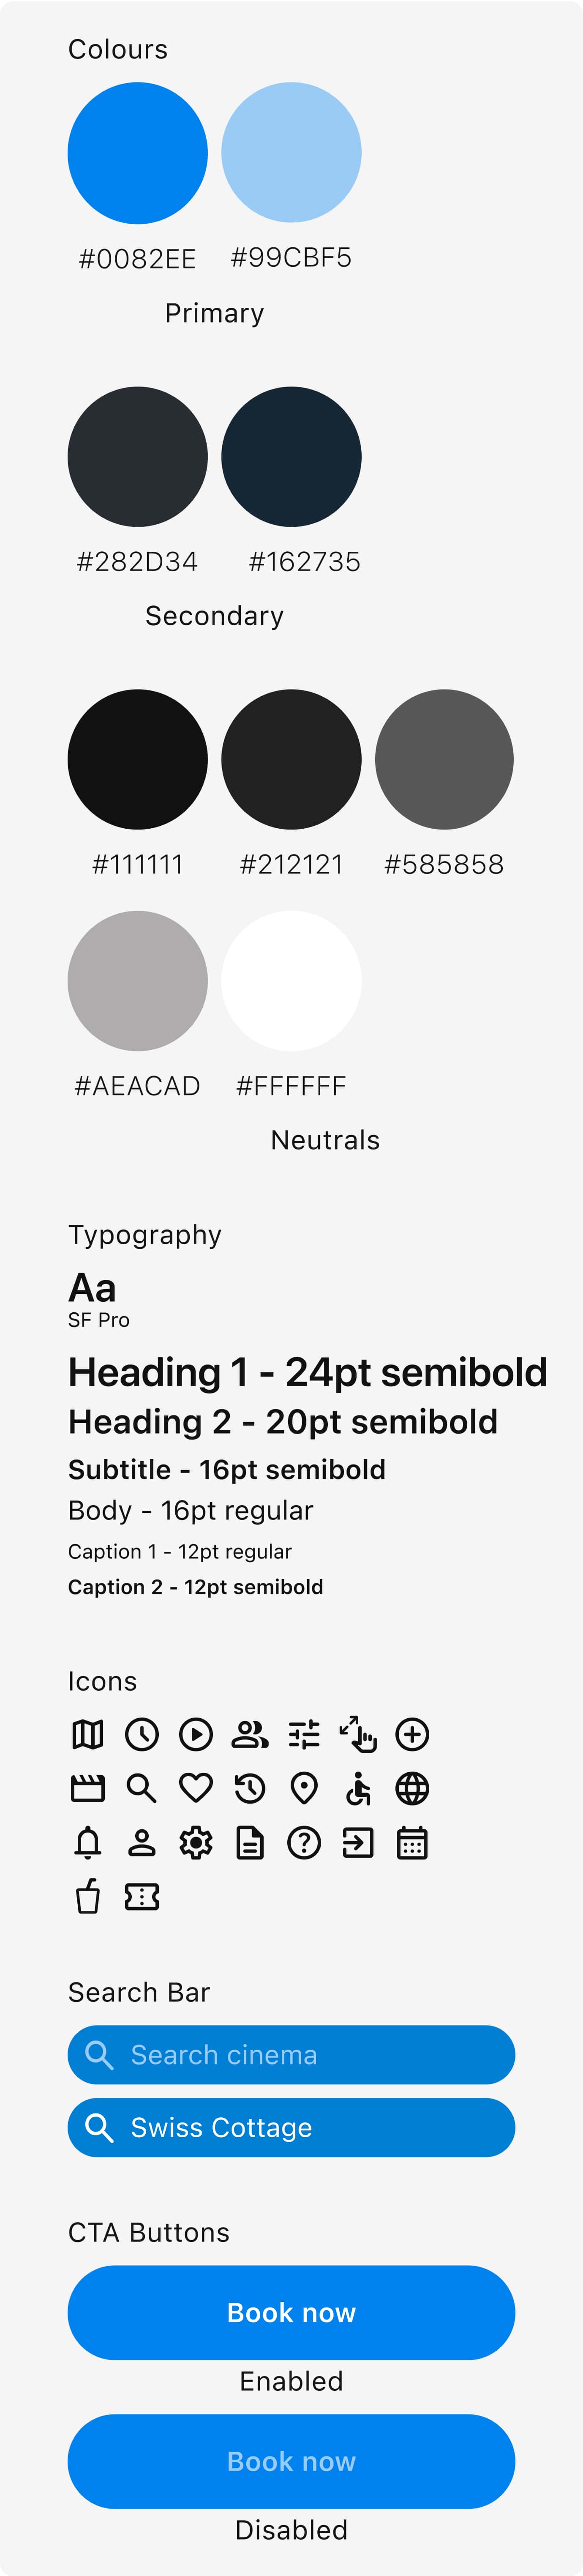 Colours
#0082EE #99CBF5
Primary
#282D34 #162735
Secondary
#111111 #212121 #585858
#AEACAD #FFFFFF
Neutrals
Typography
Aa
SF Pro
Heading 1 - 24pt semibold
Heading 2 - 20pt semibold
Subtitle - 16pt semibold
Body - 16pt regular
Caption 1 - 12pt regular
Caption 2 - 12pt semibold
Icons
Search Bar
Search cinema
Swiss Cottage
CTA Buttons
Book now
Enabled
Book now
Disabled